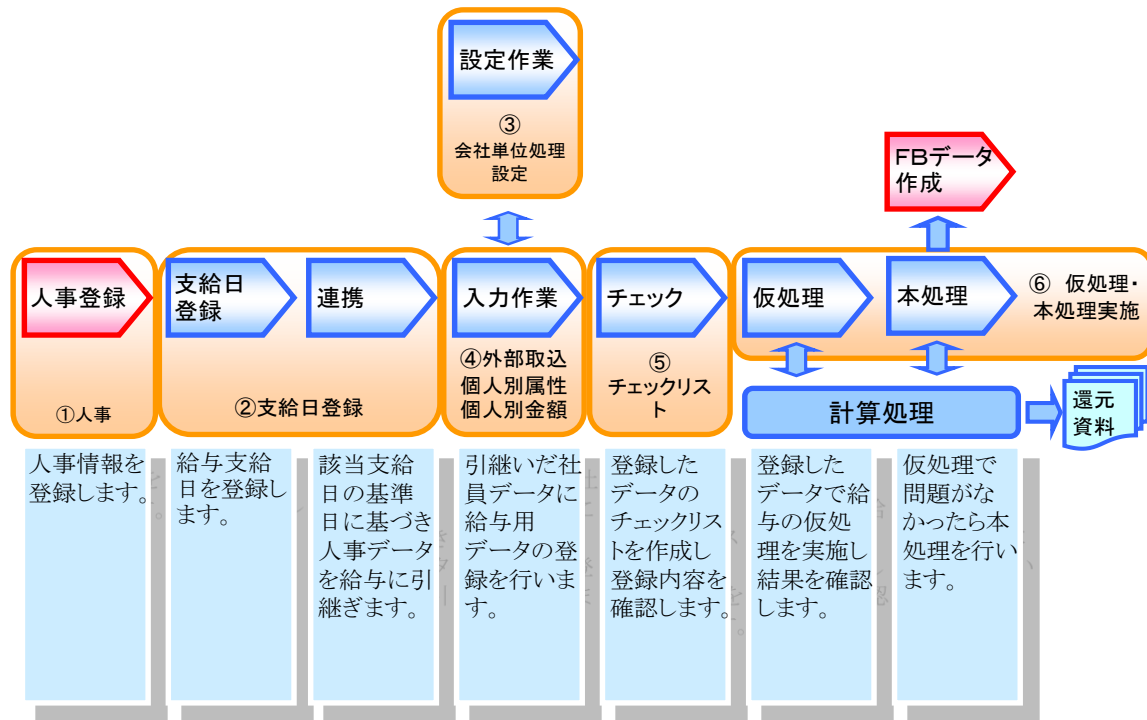 設定作業
③
会社単位処理
設定
FBデータ
作成
人事登録
①人事
支給日
登録
連携
②支給日登録
入力作業
④外部取込
個人別属性
個人別金額
チェック
⑤
チェックリス
ト
仮処理
本処理
⑥ 仮処理・
本処理実施
計算処理
還元
資料
人事情報を
登録します。
給与支給
日を登録し
ます。
該当支給
日の基準
日に基づき
人事データ
を給与に引
継ぎます。
引継いだ社
員データに
給与用
データの登
録を行いま
す。
登録した
データの
チェックリス
トを作成し
登録内容を
確認します。
登録した
データで給
与の仮処
理を実施し
結果を確認
します。
仮処理で
問題がな
かったら本
処理を行い
ます。